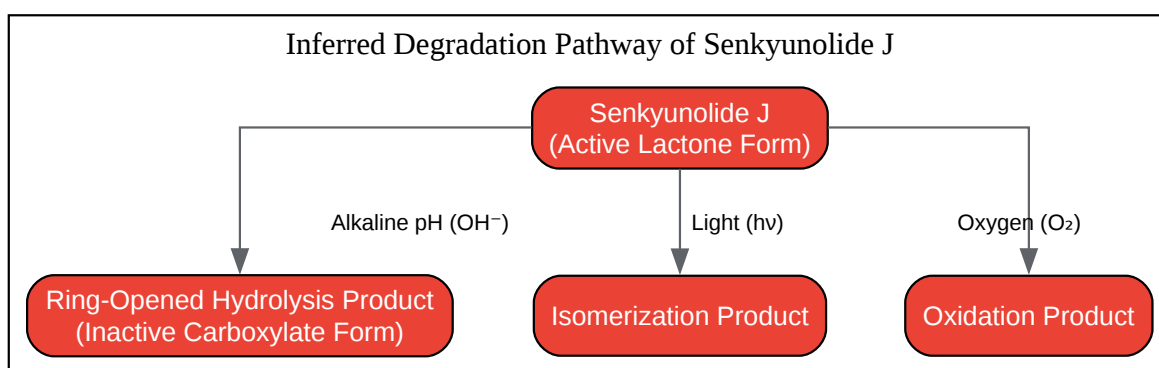 Inferred Degradation Pathway of Senkyunolide J
Senkyunolide J
(Active Lactone Form)
Alkaline pH (OH⁻)
Light (hν)
Oxygen (O₂)
Ring-Opened Hydrolysis Product
(Inactive Carboxylate Form)
Isomerization Product
Oxidation Product